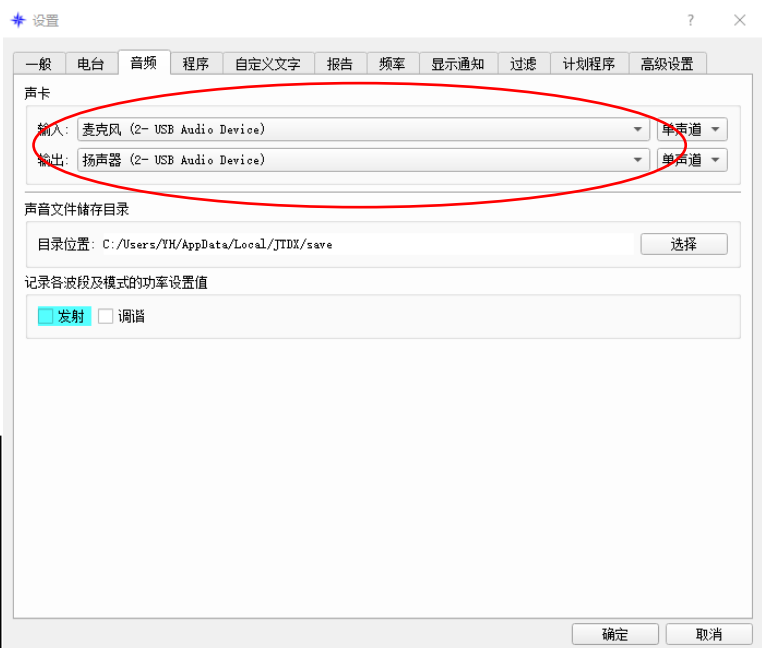 设置
一般 电台 音频 程序 自定义文字 报告 频率 显示通知 过滤 计划程序 高级设置
声卡
输入: 麦克风 (2- USB Audio Device) 单声道
输出: 扬声器 (2- USB Audio Device) 单声道
声音文件储存目录
目录位置: C:/Users/YH/AppData/Local/JTDX/save 选择
记录各波段及模式的功率设置值
发射 调谐
确定 取消